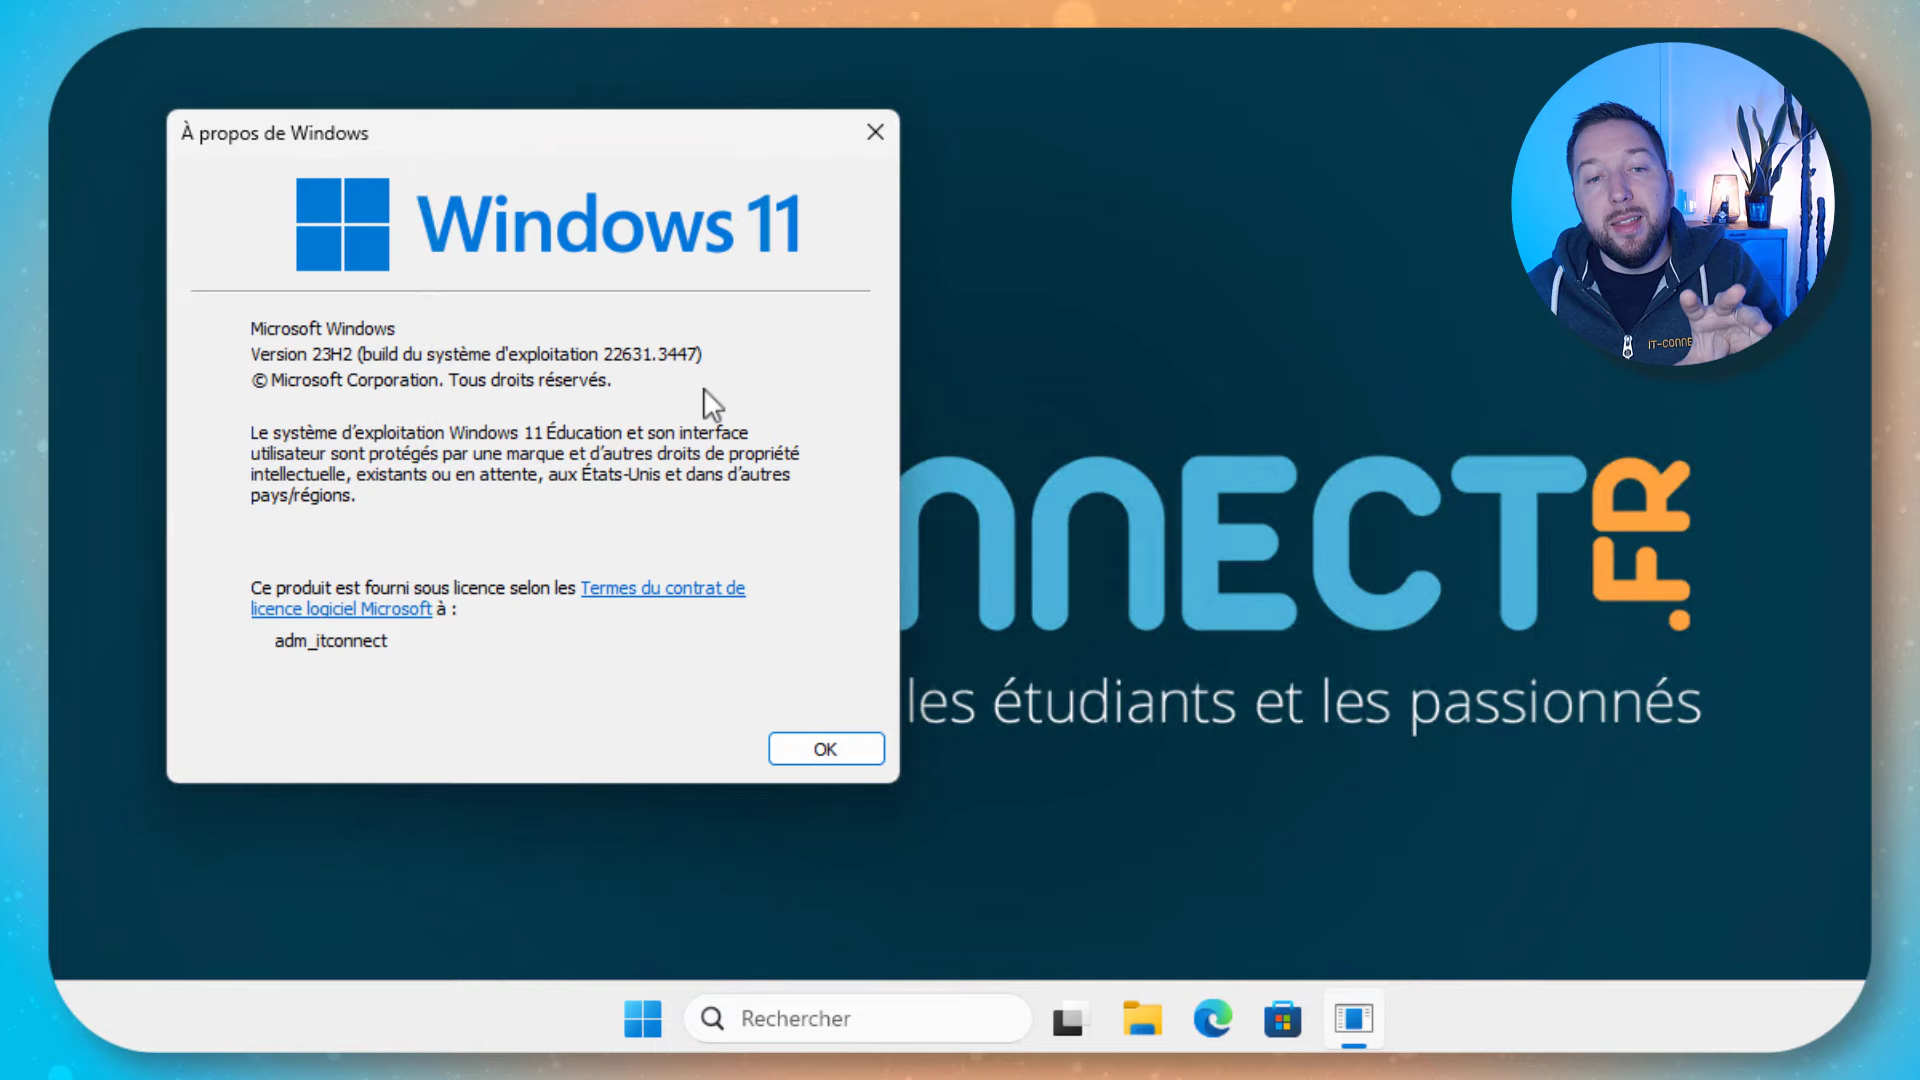 À propos de Windows
Windows 11
Microsoft Windows
Version 23H2 (build du système d'exploitation 22631.3447)
© Microsoft Corporation. Tous droits réservés.
Le système d’exploitation Windows 11 Éducation et son interface
utilisateur sont protégés par une marque et d’autres droits de propriété
intellectuelle, existants ou en attente, aux États-Unis et dans d’autres
pays/régions.
Ce produit est fourni sous licence selon les Termes du contrat de
licence logiciel Microsoft à :
adm_itconnect
OK
NNECT.FR
les étudiants et les passionnés
IT-CONNE
Rechercher